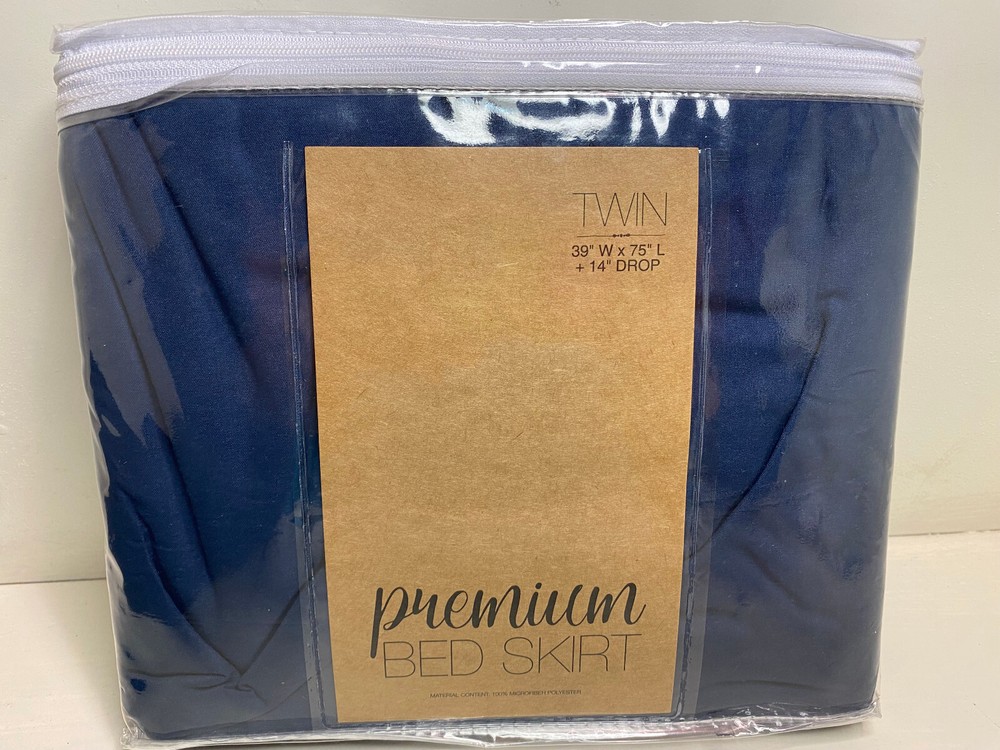 TWIN
39" W x 75" L
+ 14" DROP
premium
BED SKIRT
MATERIAL CONTENT: 100% MICROFIBER POLYESTER